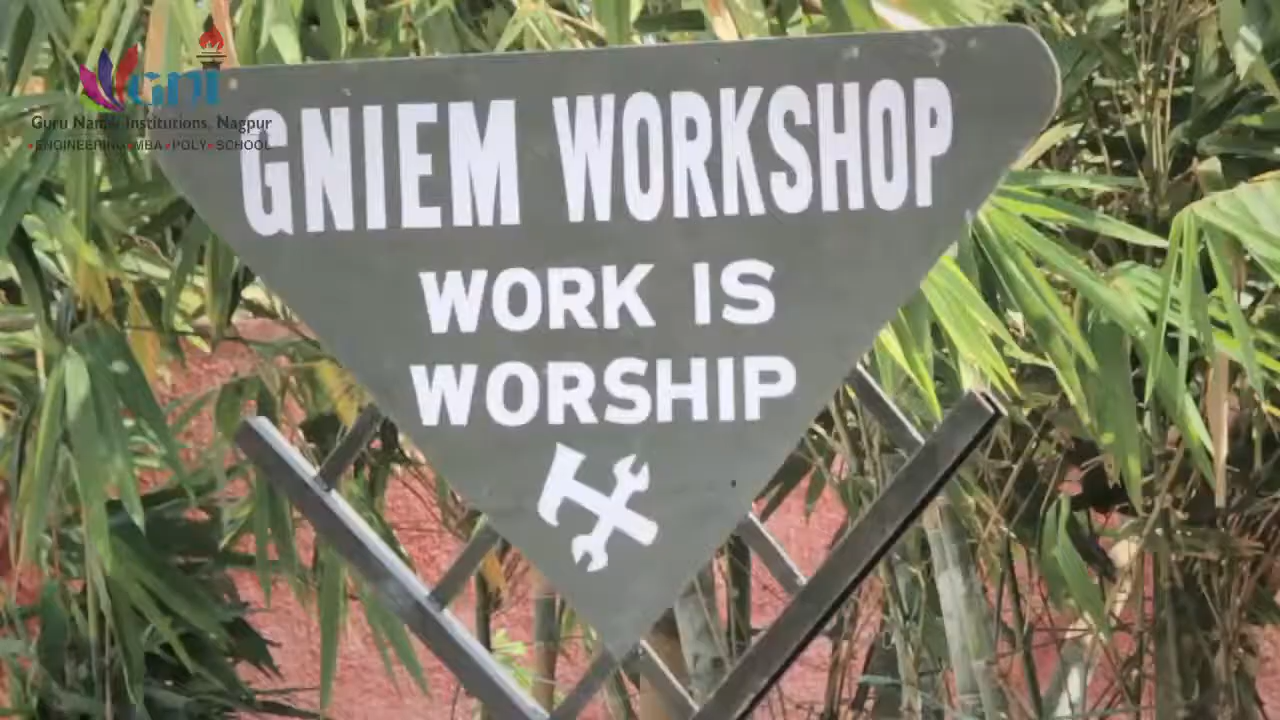 GNI
Guru Nanak Institutions, Nagpur
•ENGINEERING•MBA•POLY•SCHOOL
GNIEM WORKSHOP
WORK IS
WORSHIP